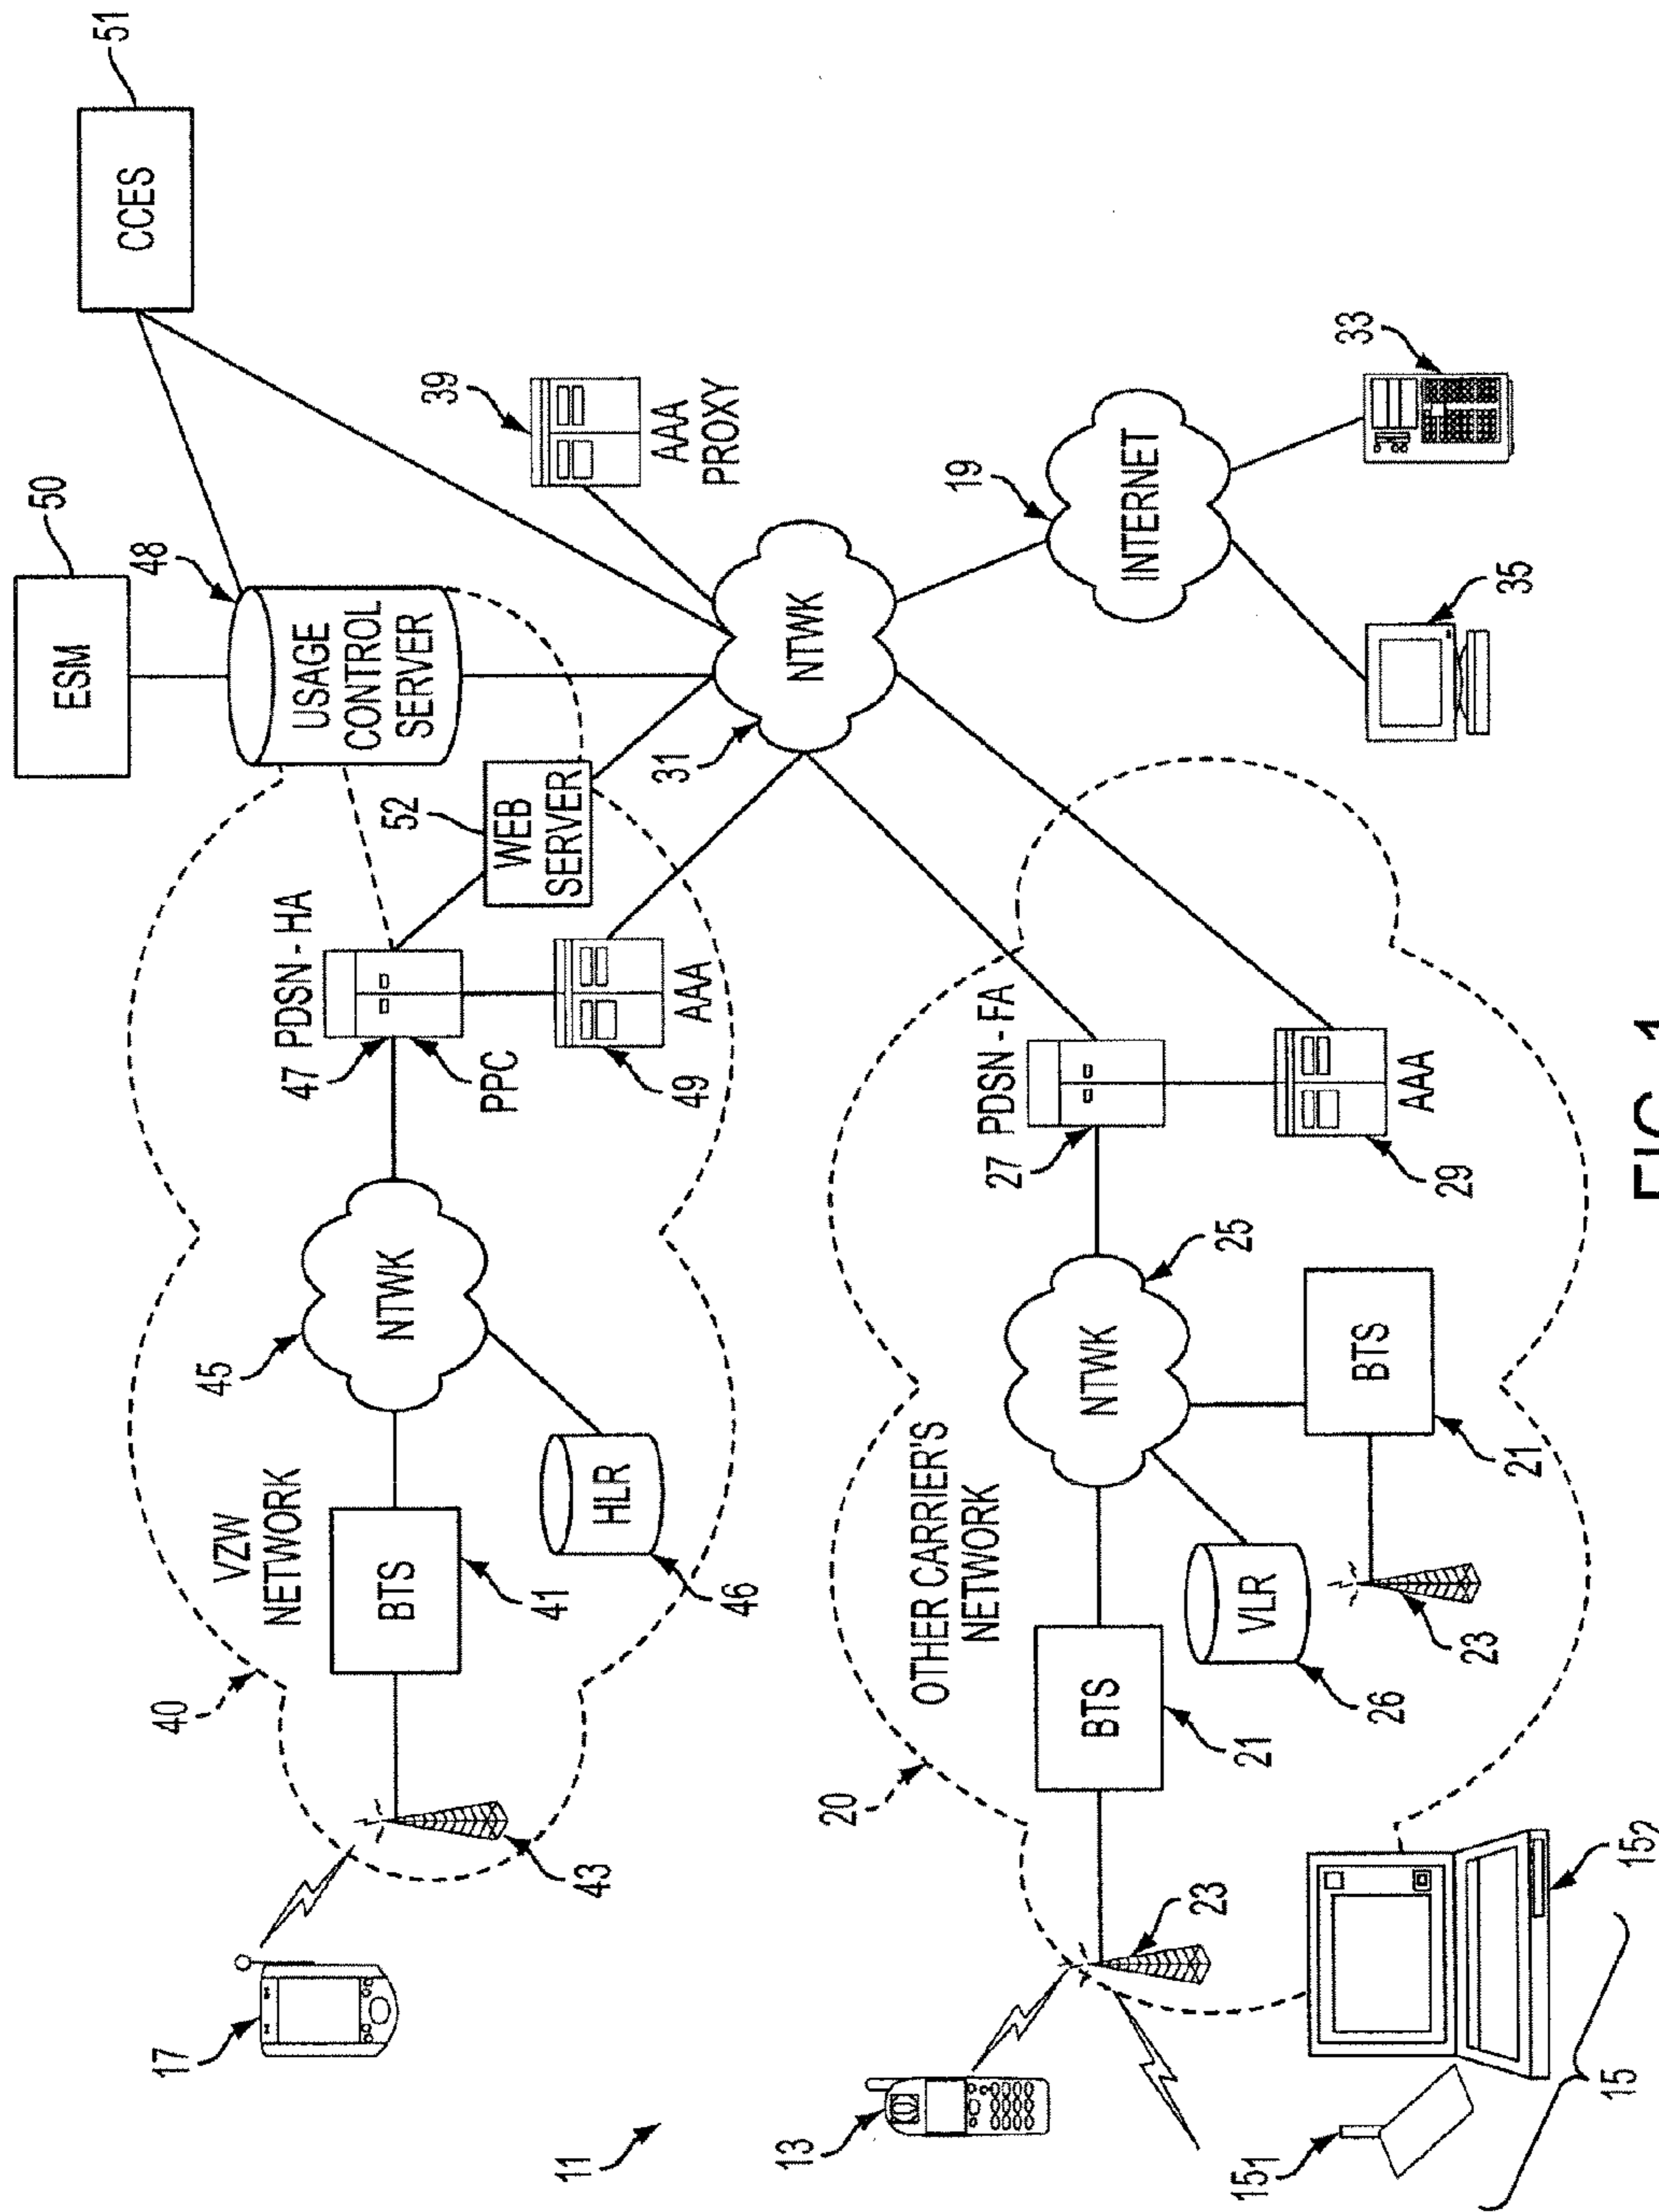 51
CCES
50
ESM
48
USAGE
CONTROL
SERVER
39
AAA
PROXY
52
WEB
SERVER
31
NTWK
19
INTERNET
33
35
PDSN - HA
47
PPC
49
AAA
45
NTWK
VZW
NETWORK
BTS
41
HLR
46
40
43
17
PDSN - FA
27
29
AAA
25
NTWK
OTHER CARRIER'S
NETWORK
BTS
21
VLR
26
BTS
21
23
20
23
13
11
15₁
15₂
15